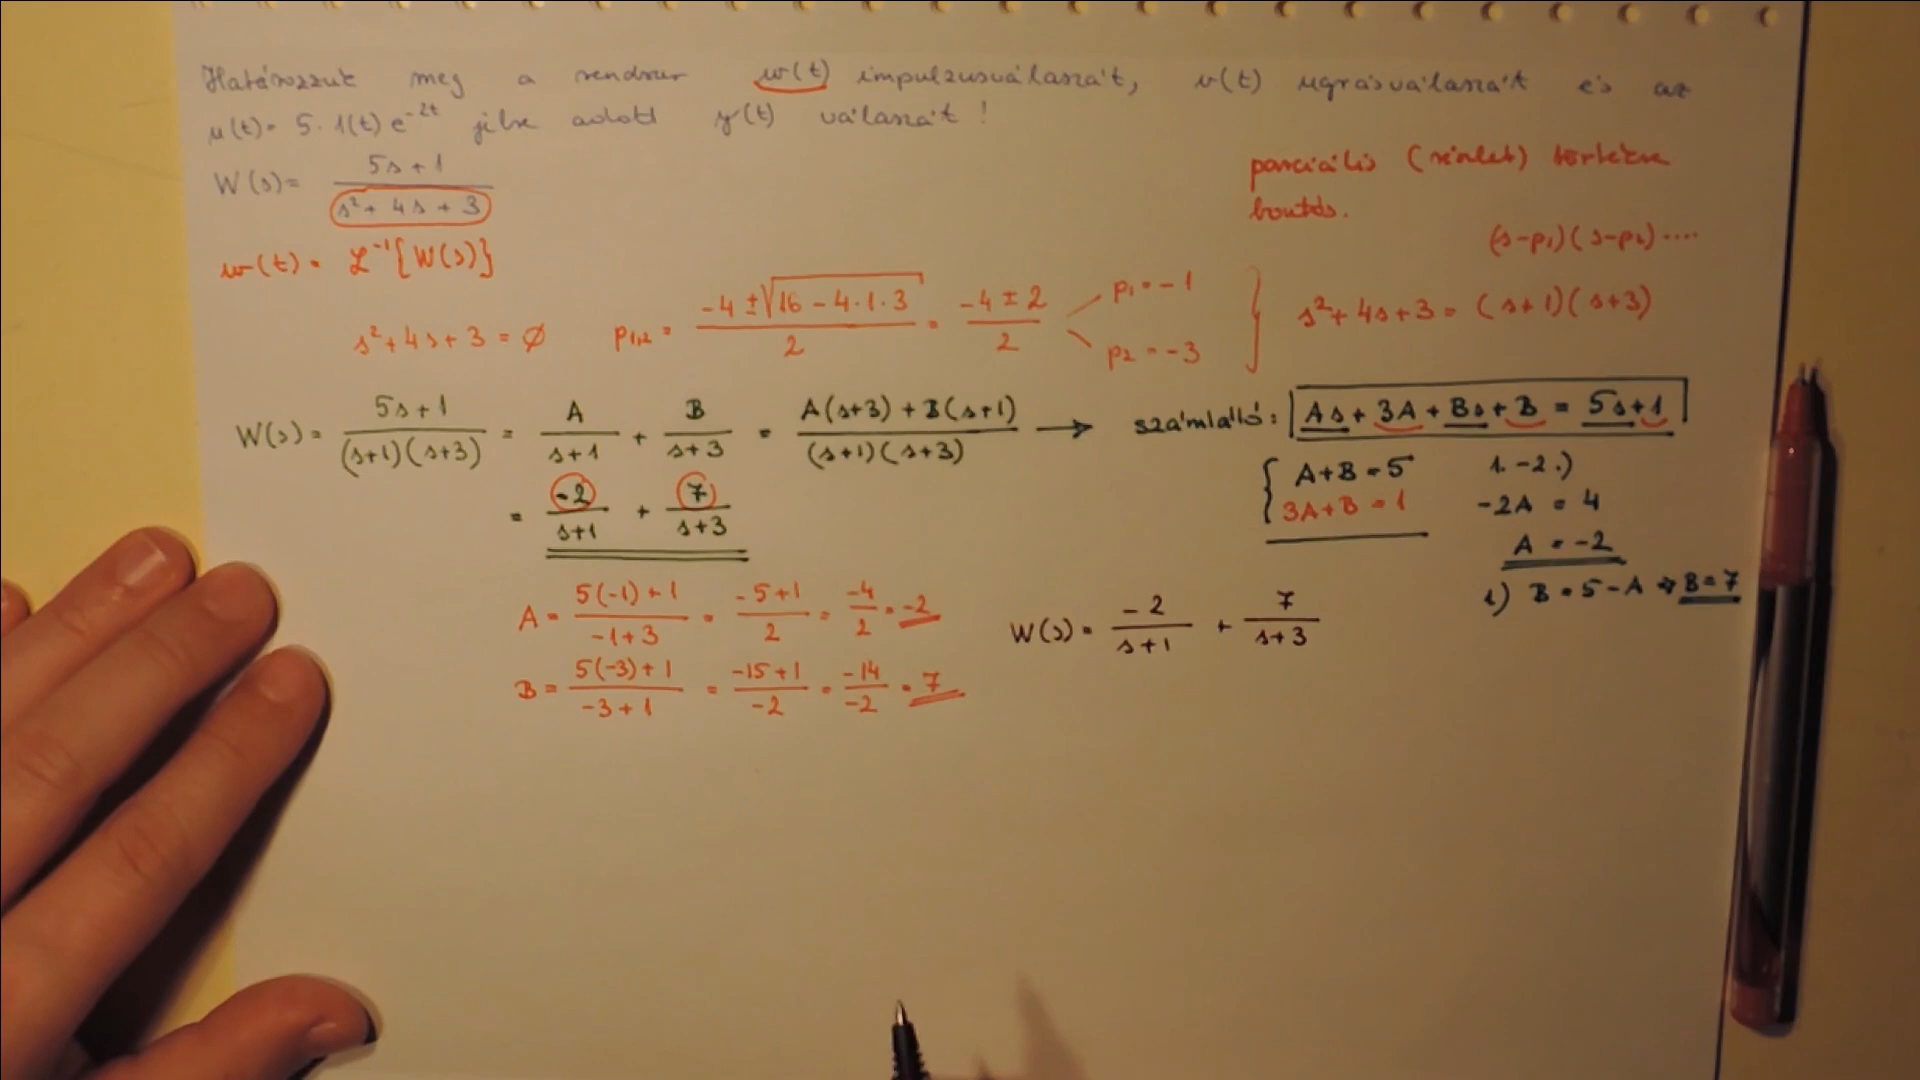 Határozzuk meg a rendszer w(t) impulzusválaszát, v(t) ugrásválaszát és az
u(t) = 5·1(t) e^-2t jelre adott y(t) válaszát!
W(s) = (5s+1)/(s²+4s+3)
parciális (részlet) törtekre
bontás.
w(t) = ℒ⁻¹{W(s)}
(s-p₁)(s-p₂)....
s²+4s+3 = ∅ p₁,₂ = (-4 ± √(16-4·1·3))/2 = (-4±2)/2 p₁ = -1 p₂ = -3 } s²+4s+3 = (s+1)(s+3)
W(s) = (5s+1)/((s+1)(s+3)) = A/(s+1) + B/(s+3) = (A(s+3)+B(s+1))/((s+1)(s+3)) → számláló: As+3A+Bs+B = 5s+1
= -2/(s+1) + 7/(s+3)
{ A+B = 5 1.-2.)
3A+B = 1 -2A = 4
A = -2
1) B = 5-A ⇒ B = 7
A = (5(-1)+1)/(-1+3) = (-5+1)/2 = -4/2 = -2
B = (5(-3)+1)/(-3+1) = (-15+1)/-2 = -14/-2 = 7
W(s) = -2/(s+1) + 7/(s+3)